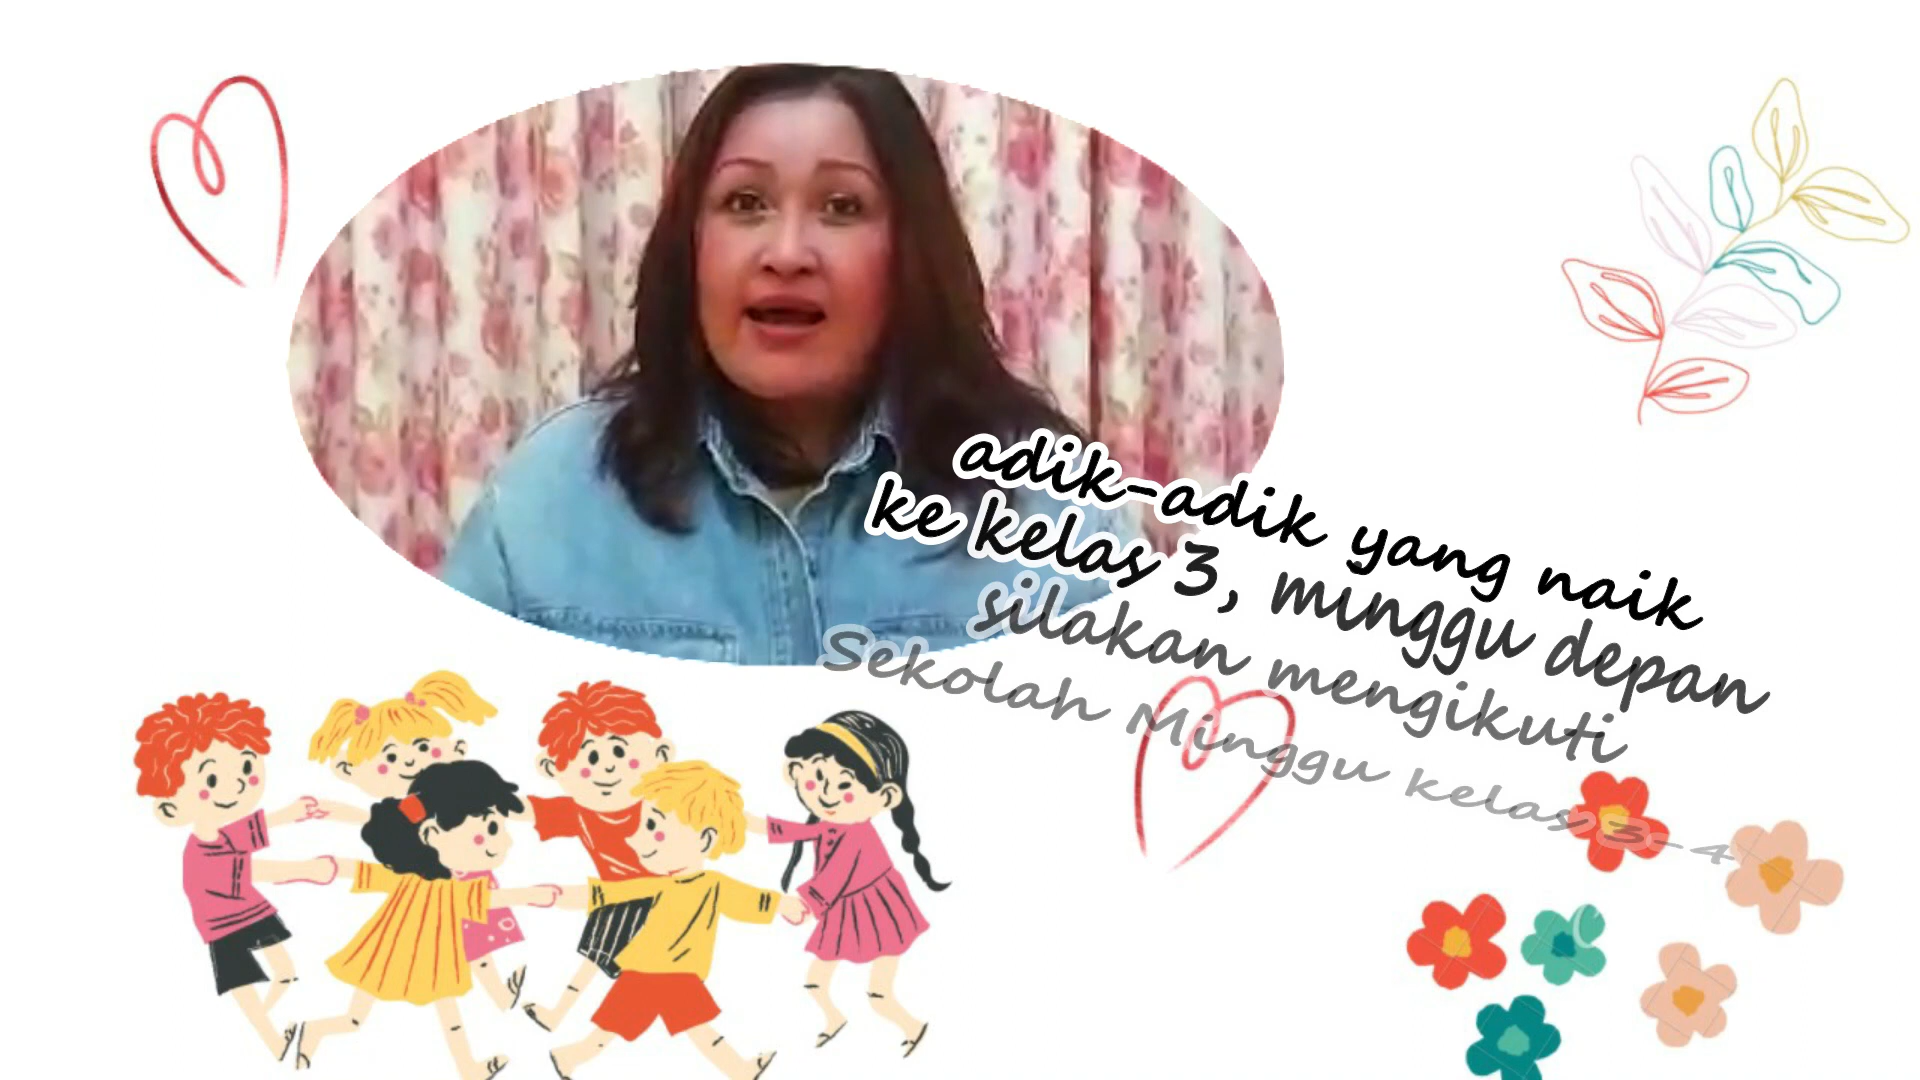 adik-adik yang naik
ke kelas 3, minggu depan
silakan mengikuti
Sekolah Minggu kelas 3-4